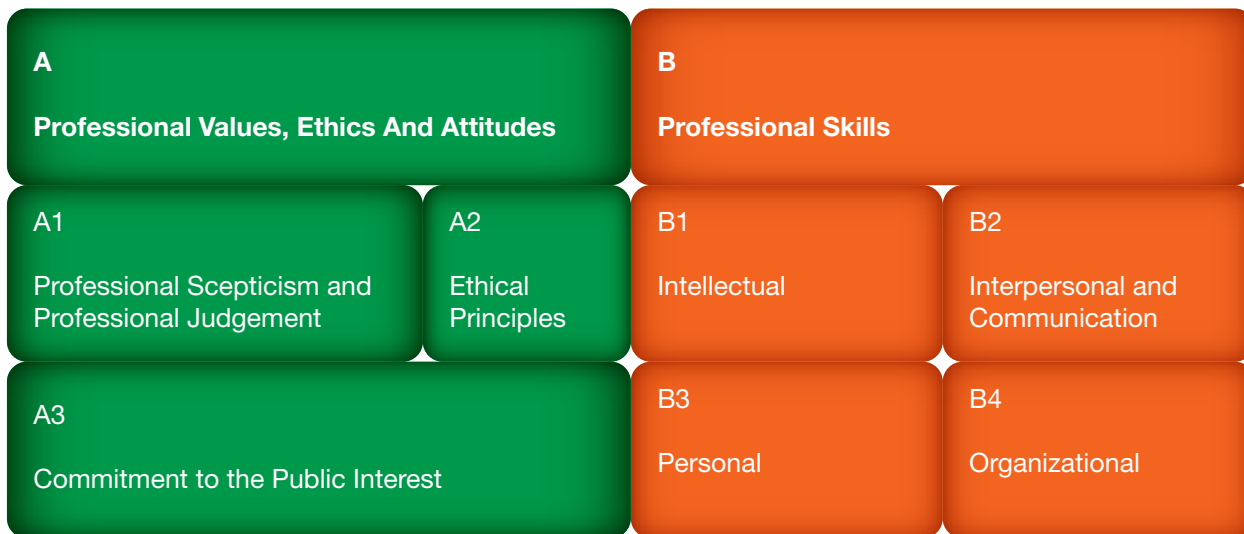 A
Professional Values, Ethics And Attitudes
B
Professional Skills
A1
Professional Scepticism and
Professional Judgement
A2
Ethical
Principles
B1
Intellectual
B2
Interpersonal and
Communication
A3
Commitment to the Public Interest
B3
Personal
B4
Organizational